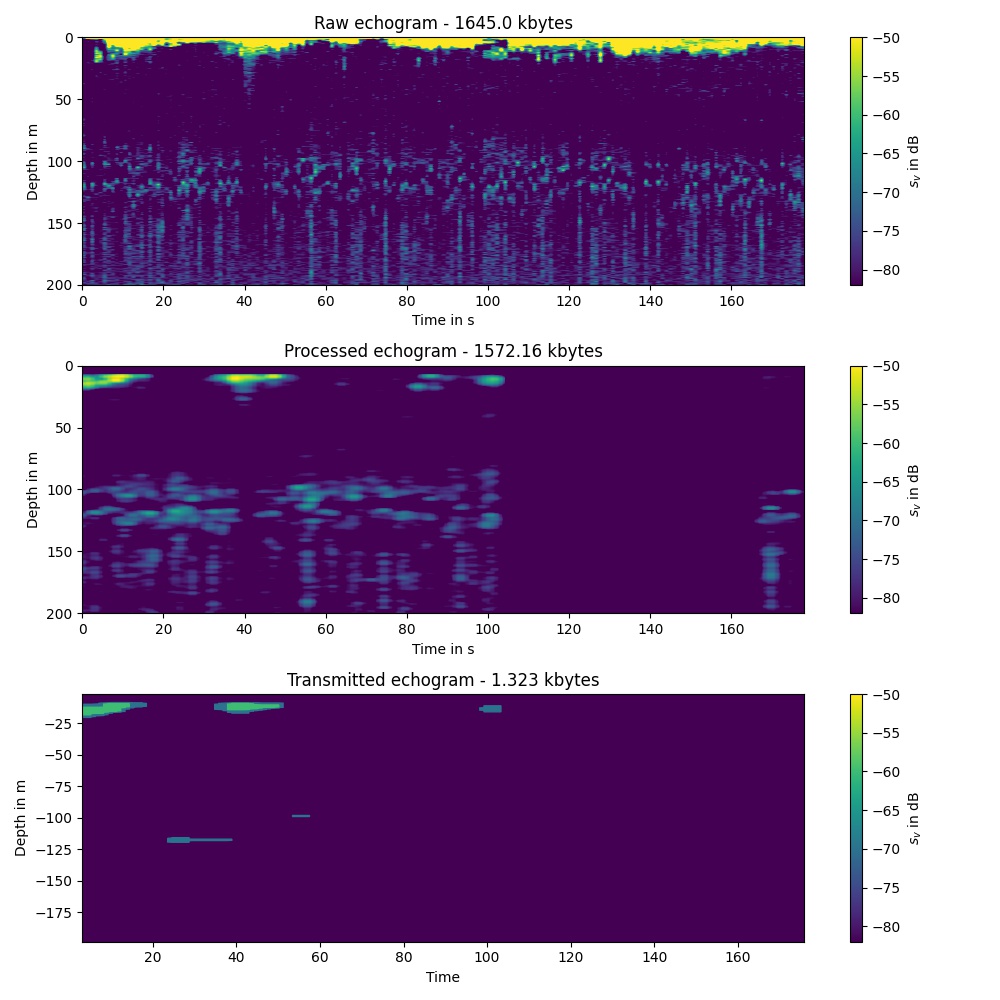 Raw echogram - 1645.0 kbytes
0
50
100
150
200
Depth in m
0 20 40 60 80 100 120 140 160
Time in s
−50
−55
−60
−65
−70
−75
−80
sv in dB
Processed echogram - 1572.16 kbytes
0
50
100
150
200
Depth in m
0 20 40 60 80 100 120 140 160
Time in s
−50
−55
−60
−65
−70
−75
−80
sv in dB
Transmitted echogram - 1.323 kbytes
−25
−50
−75
−100
−125
−150
−175
Depth in m
20 40 60 80 100 120 140 160
Time
−50
−55
−60
−65
−70
−75
−80
sv in dB